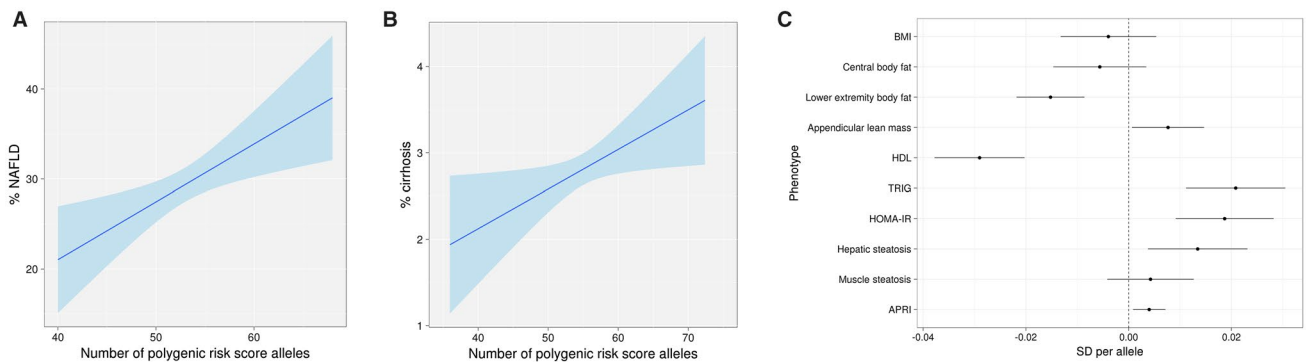 A
% NAFLD
40
30
20
40
50
60
Number of polygenic risk score alleles
B
% cirrhosis
4
3
2
1
40
50
60
70
Number of polygenic risk score alleles
C
Phenotype
BMI
Central body fat
Lower extremity body fat
Appendicular lean mass
HDL
TRIG
HOMA-IR
Hepatic steatosis
Muscle steatosis
APRI
-0.04
-0.02
0.00
0.02
SD per allele